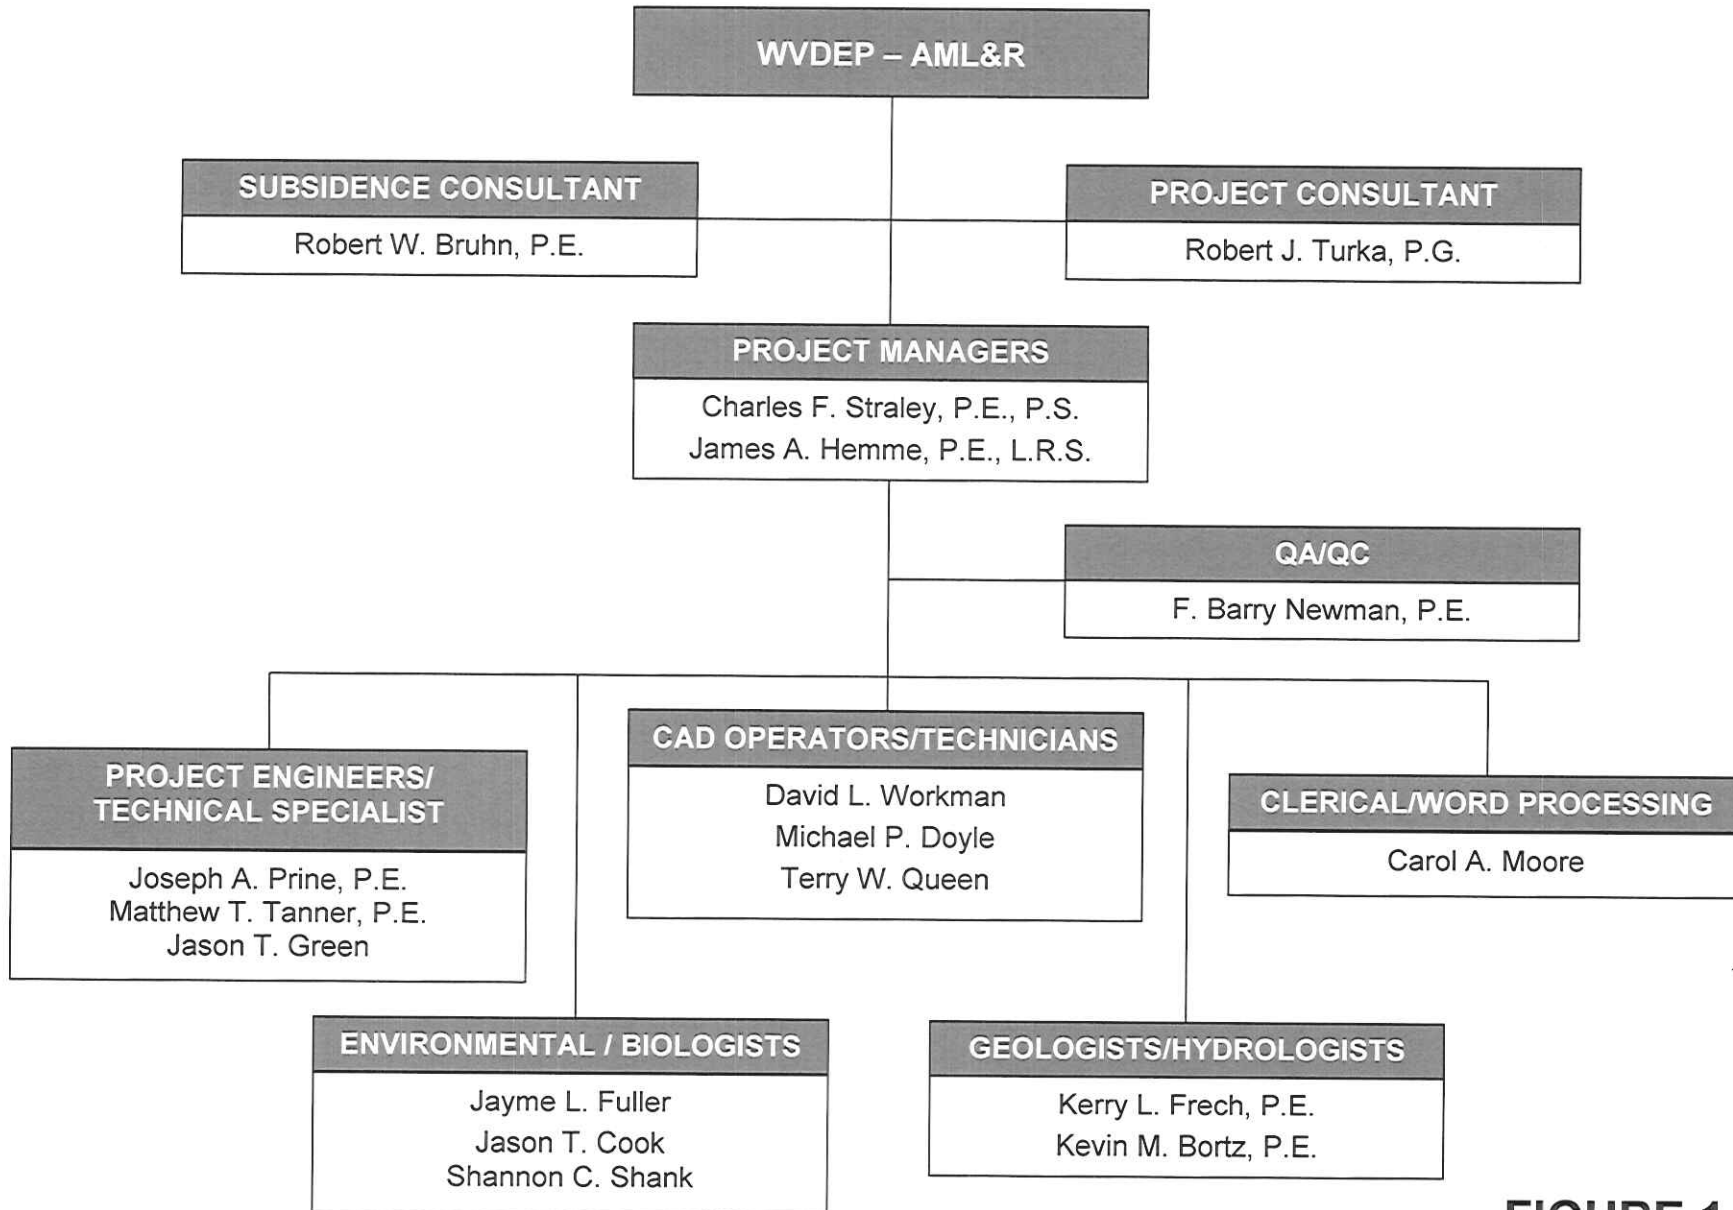 WVDEP – AML&R
SUBSIDENCE CONSULTANT
Robert W. Bruhn, P.E.
PROJECT CONSULTANT
Robert J. Turka, P.G.
PROJECT MANAGERS
Charles F. Straley, P.E., P.S.
James A. Hemme, P.E., L.R.S.
QA/QC
F. Barry Newman, P.E.
PROJECT ENGINEERS/
TECHNICAL SPECIALIST
Joseph A. Prine, P.E.
Matthew T. Tanner, P.E.
Jason T. Green
CAD OPERATORS/TECHNICIANS
David L. Workman
Michael P. Doyle
Terry W. Queen
CLERICAL/WORD PROCESSING
Carol A. Moore
ENVIRONMENTAL / BIOLOGISTS
Jayme L. Fuller
Jason T. Cook
Shannon C. Shank
GEOLOGISTS/HYDROLOGISTS
Kerry L. Frech, P.E.
Kevin M. Bortz, P.E.
FIGURE 1